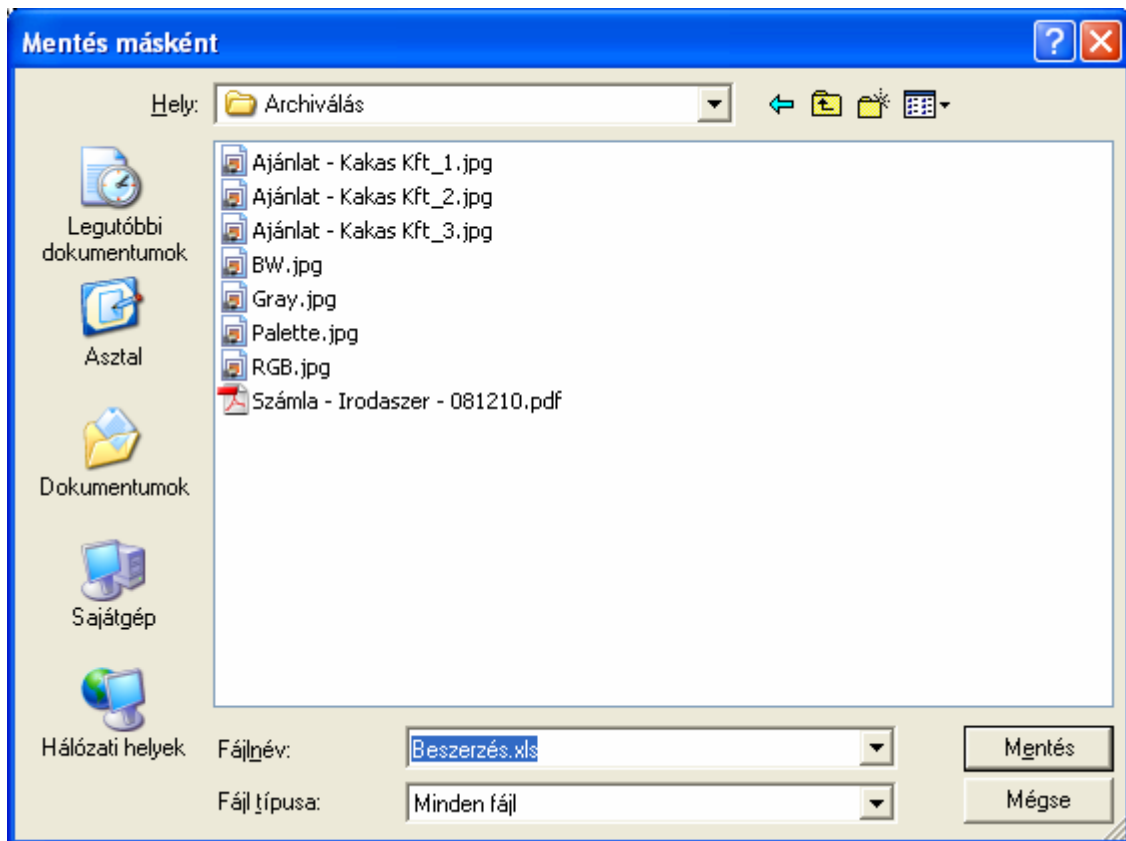 Mentés másként
Hely: Archiválás
Legutóbbi
dokumentumok
Asztal
Dokumentumok
Sajátgép
Hálózati helyek
Ajánlat - Kakas Kft_1.jpg
Ajánlat - Kakas Kft_2.jpg
Ajánlat - Kakas Kft_3.jpg
BW.jpg
Gray.jpg
Palette.jpg
RGB.jpg
Számla - Irodaszer - 081210.pdf
Fájlnév: Beszerzés.xls Mentés
Fájl típusa: Minden fájl Mégse